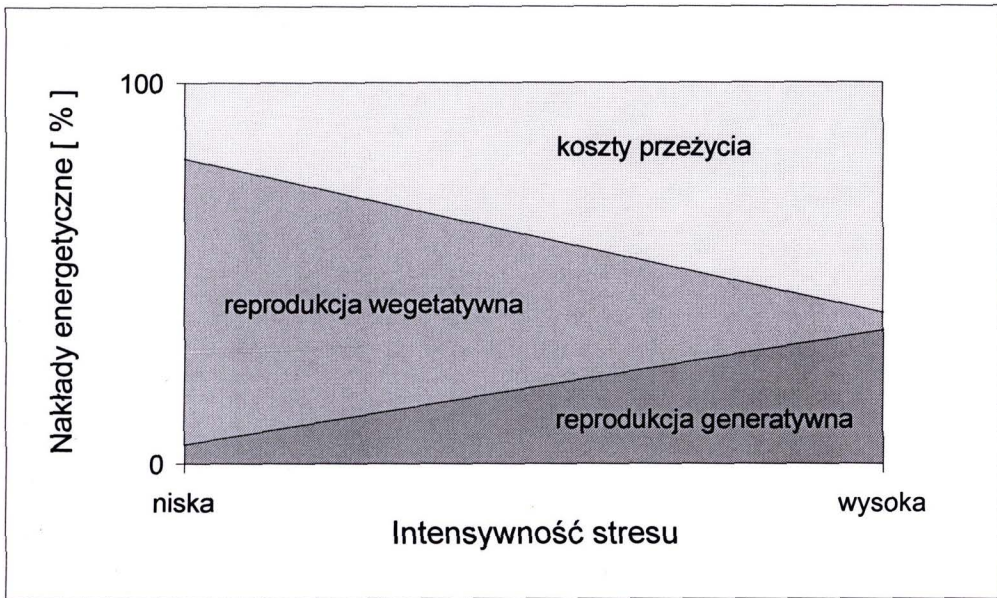 Nakłady energetyczne [ % ]
100
koszty przeżycia
reprodukcja wegetatywna
reprodukcja generatywna
0
niska
wysoka
Intensywność stresu